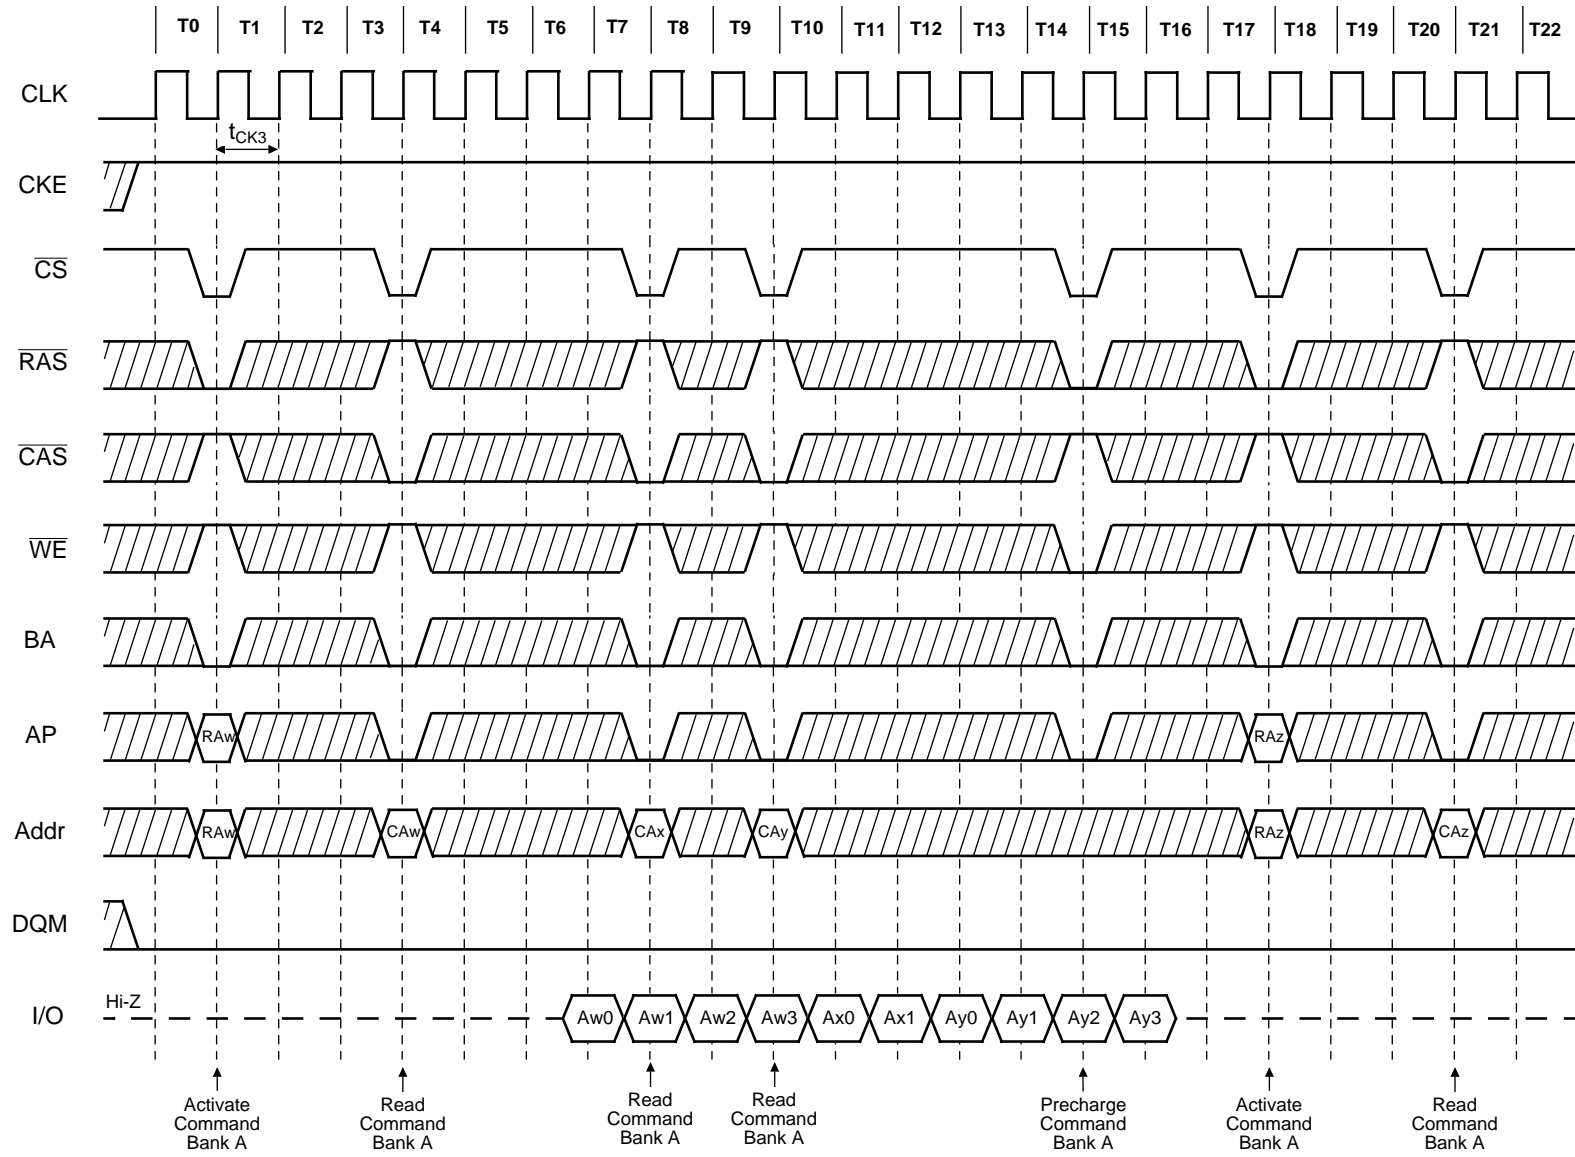 T0 T1 T2 T3 T4 T5 T6 T7 T8 T9 T10 T11 T12 T13 T14 T15 T16 T17 T18 T19 T20 T21 T22
CLK
tCK3
CKE
CS
RAS
CAS
WE
BA
AP RAw RAz
Addr RAw CAw CAx CAy RAz CAz
DQM
I/O Hi-Z Aw0 Aw1 Aw2 Aw3 Ax0 Ax1 Ay0 Ay1 Ay2 Ay3
Activate
Command
Bank A
Read
Command
Bank A
Read
Command
Bank A
Read
Command
Bank A
Precharge
Command
Bank A
Activate
Command
Bank A
Read
Command
Bank A